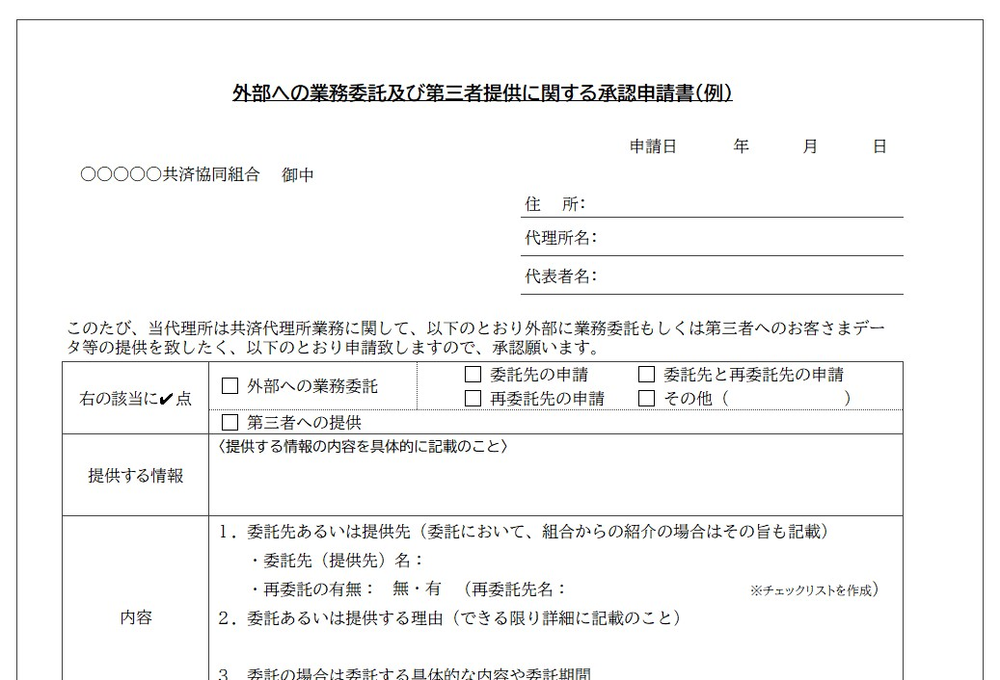 外部への業務委託及び第三者提供に関する承認申請書（例）
申請日　　　年　　　月　　　日
○○○○○共済協同組合　御中
住　所：
代理所名：
代表者名：
このたび、当代理所は共済代理所業務に関して、以下のとおり外部に業務委託もしくは第三者へのお客さまデー
タ等の提供を致したく、以下のとおり申請致しますので、承認願います。
右の該当に✔点
□ 外部への業務委託
□ 委託先の申請　□ 委託先と再委託先の申請
□ 再委託先の申請　□ その他（　　　　　　　）
□ 第三者への提供
提供する情報
〈提供する情報の内容を具体的に記載のこと〉
内容
１．委託先あるいは提供先（委託において、組合からの紹介の場合はその旨も記載）
・委託先（提供先）名：
・再委託の有無：　無・有　（再委託先名：　　　　　　　　　　　※チェックリストを作成）
２．委託あるいは提供する理由（できる限り詳細に記載のこと）
３．委託の場合は委託する具体的な内容や委託期間